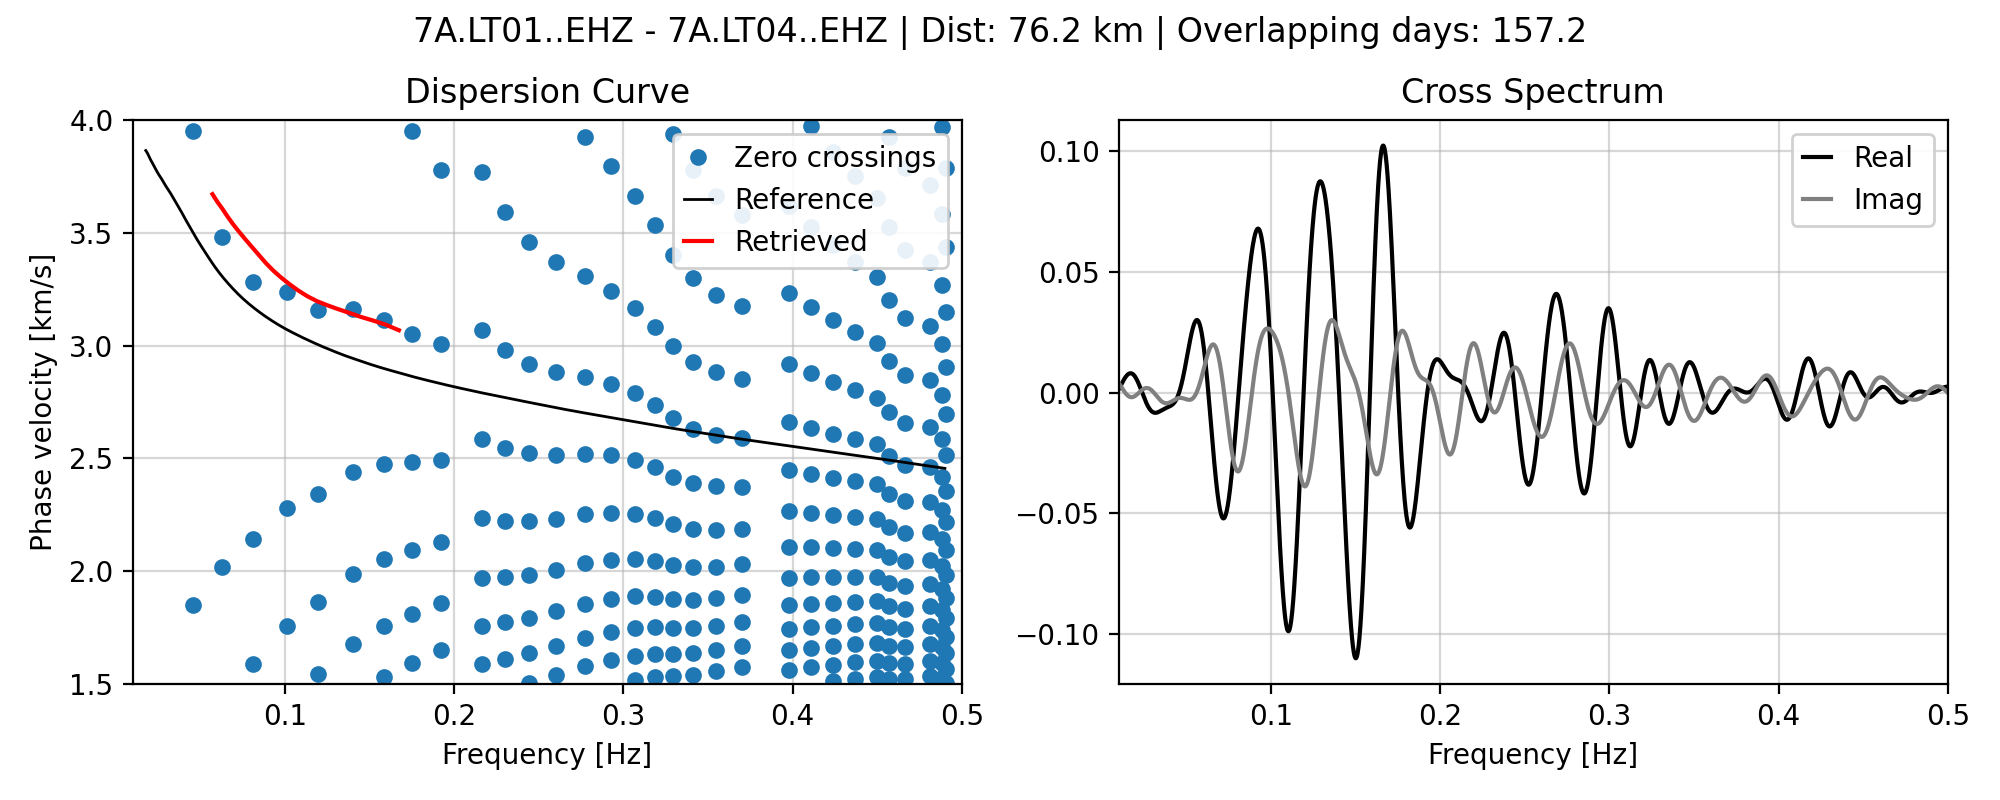 7A.LT01..EHZ - 7A.LT04..EHZ | Dist: 76.2 km | Overlapping days: 157.2
Dispersion Curve
4.0
3.5
3.0
2.5
2.0
1.5
Phase velocity [km/s]
0.1 0.2 0.3 0.4 0.5
Frequency [Hz]
Zero crossings
Reference
Retrieved
Cross Spectrum
0.10
0.05
0.00
−0.05
−0.10
0.1 0.2 0.3 0.4 0.5
Frequency [Hz]
Real
Imag